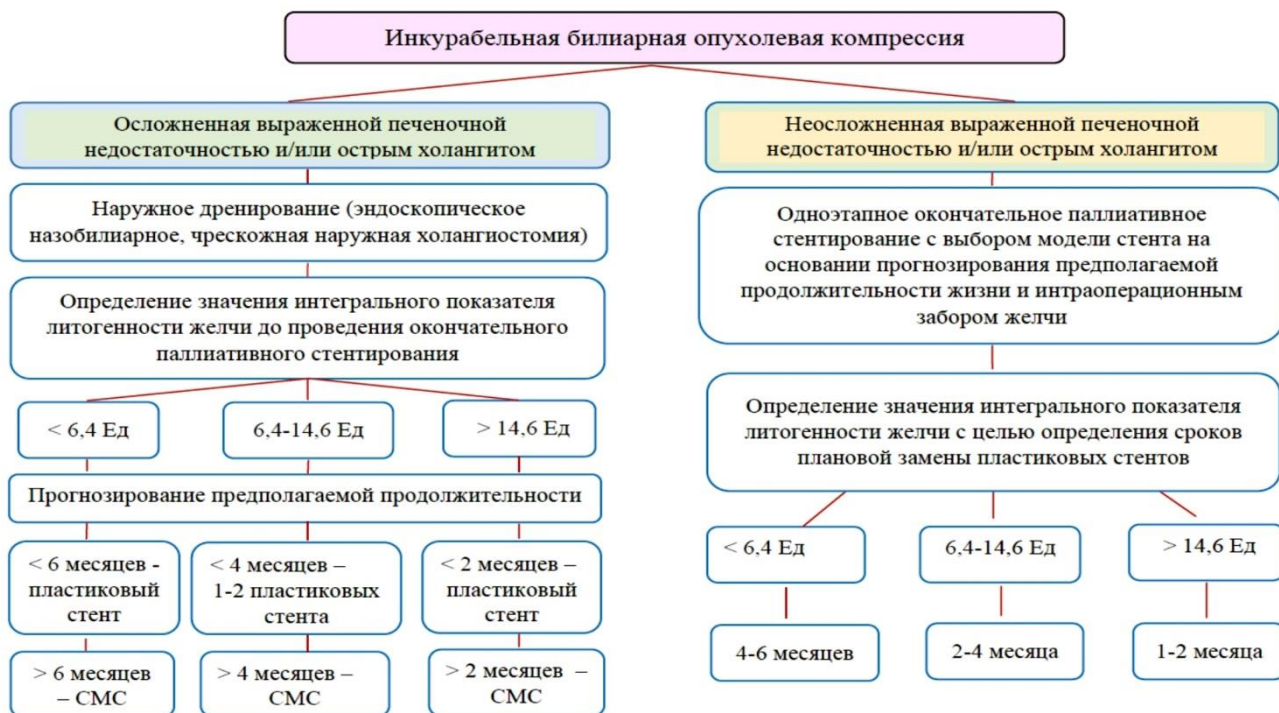 Инкурабельная билиарная опухолевая компрессия
Осложненная выраженной печеночной
недостаточностью и/или острым холангитом
Наружное дренирование (эндоскопическое
назобилиарное, чрескожная наружная холангиостомия)
Определение значения интегрального показателя
литогенности желчи до проведения окончательного
паллиативного стентирования
< 6,4 Ед
6,4-14,6 Ед
> 14,6 Ед
Прогнозирование предполагаемой продолжительности
< 6 месяцев -
пластиковый
стент
< 4 месяцев –
1-2 пластиковых
стента
< 2 месяцев –
пластиковый
стент
> 6 месяцев
– СМС
> 4 месяцев –
СМС
> 2 месяцев –
СМС
Неосложненная выраженной печеночной
недостаточностью и/или острым холангитом
Одноэтапное окончательное паллиативное
стентирование с выбором модели стента на
основании прогнозирования предполагаемой
продолжительности жизни и интраоперационным
забором желчи
Определение значения интегрального показателя
литогенности желчи с целью определения сроков
плановой замены пластиковых стентов
< 6,4 Ед
6,4-14,6 Ед
> 14,6 Ед
4-6 месяцев
2-4 месяца
1-2 месяца